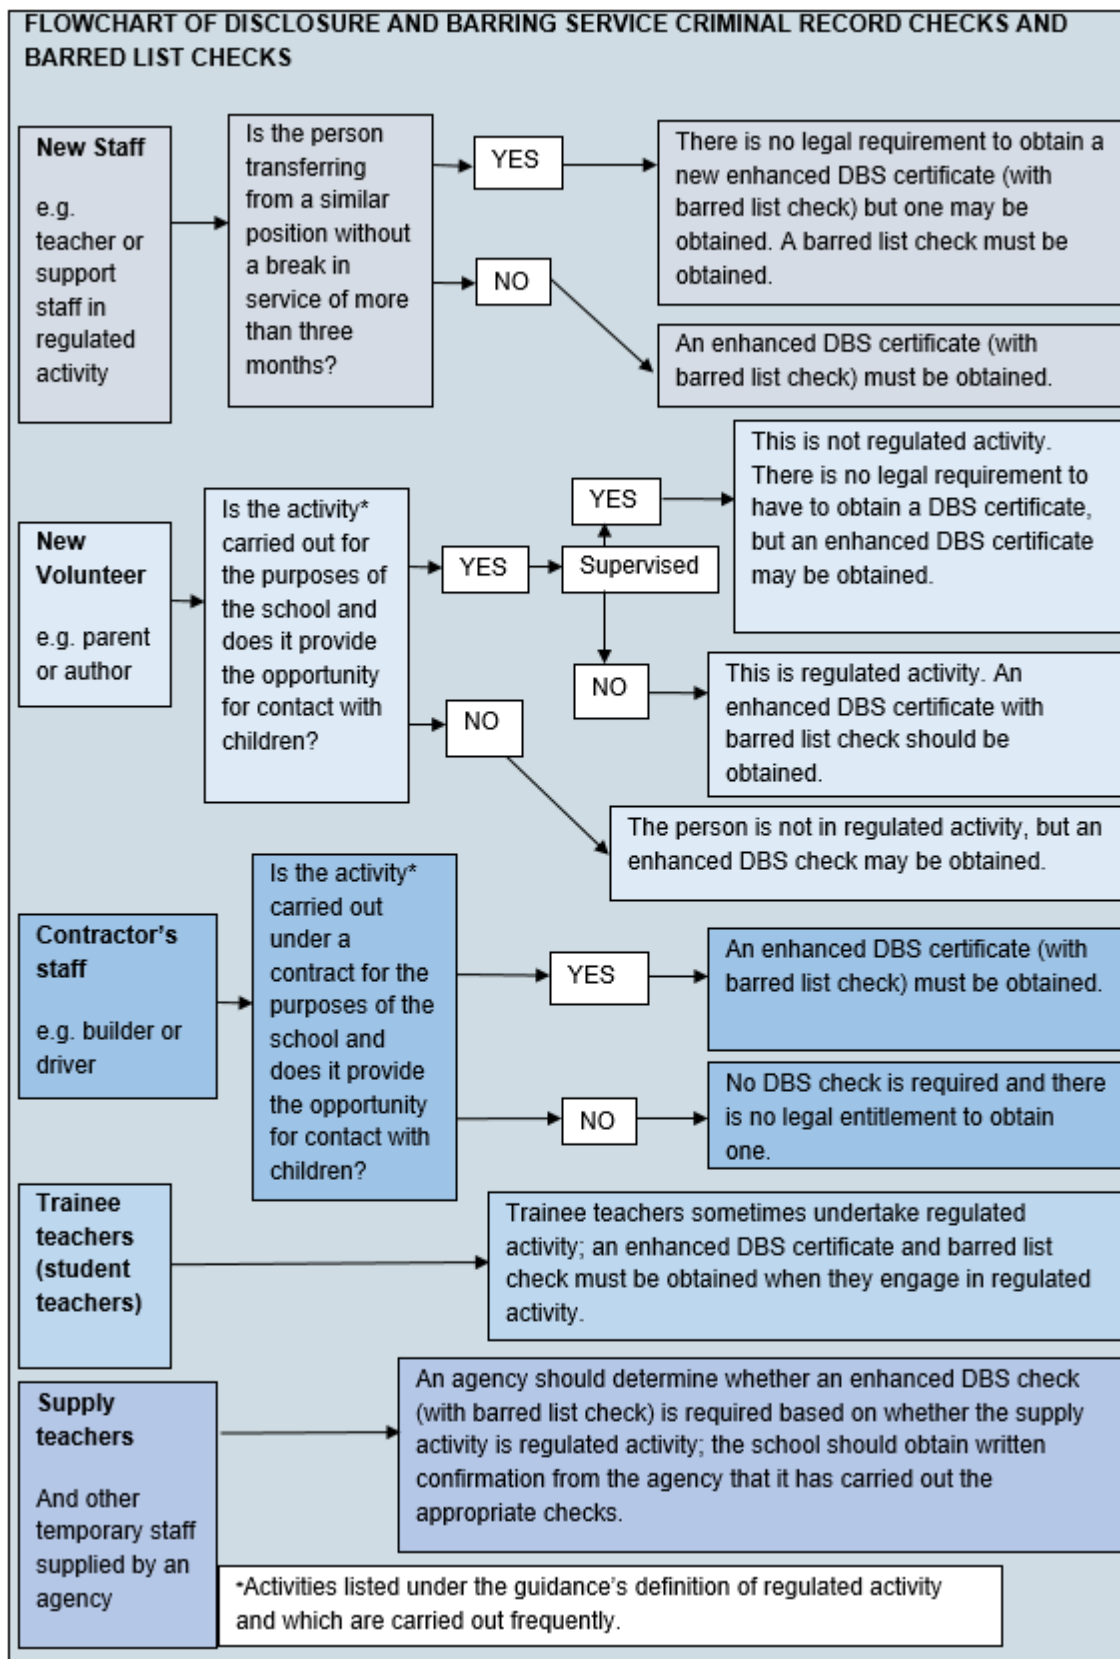 FLOWCHART OF DISCLOSURE AND BARRING SERVICE CRIMINAL RECORD CHECKS AND
BARRED LIST CHECKS
New Staff
e.g.
teacher or
support
staff in
regulated
activity
Is the person
transferring
from a similar
position without
a break in
service of more
than three
months?
YES
There is no legal requirement to obtain a
new enhanced DBS certificate (with
barred list check) but one may be
obtained. A barred list check must be
obtained.
NO
An enhanced DBS certificate (with
barred list check) must be obtained.
New
Volunteer
e.g. parent
or author
Is the activity*
carried out for
the purposes of
the school and
does it provide
the opportunity
for contact with
children?
YES
Supervised
YES
This is not regulated activity.
There is no legal requirement to
have to obtain a DBS certificate,
but an enhanced DBS certificate
may be obtained.
NO
This is regulated activity. An
enhanced DBS certificate with
barred list check should be
obtained.
NO
The person is not in regulated activity, but an
enhanced DBS check may be obtained.
Contractor's
staff
e.g. builder or
driver
Is the activity*
carried out
under a
contract for the
purposes of the
school and
does it provide
the opportunity
for contact with
children?
YES
An enhanced DBS certificate (with
barred list check) must be obtained.
NO
No DBS check is required and there
is no legal entitlement to obtain
one.
Trainee
teachers
(student
teachers)
Trainee teachers sometimes undertake regulated
activity; an enhanced DBS certificate and barred list
check must be obtained when they engage in regulated
activity.
Supply
teachers
And other
temporary staff
supplied by an
agency
An agency should determine whether an enhanced DBS check
(with barred list check) is required based on whether the supply
activity is regulated activity; the school should obtain written
confirmation from the agency that it has carried out the
appropriate checks.
*Activities listed under the guidance's definition of regulated activity
and which are carried out frequently.